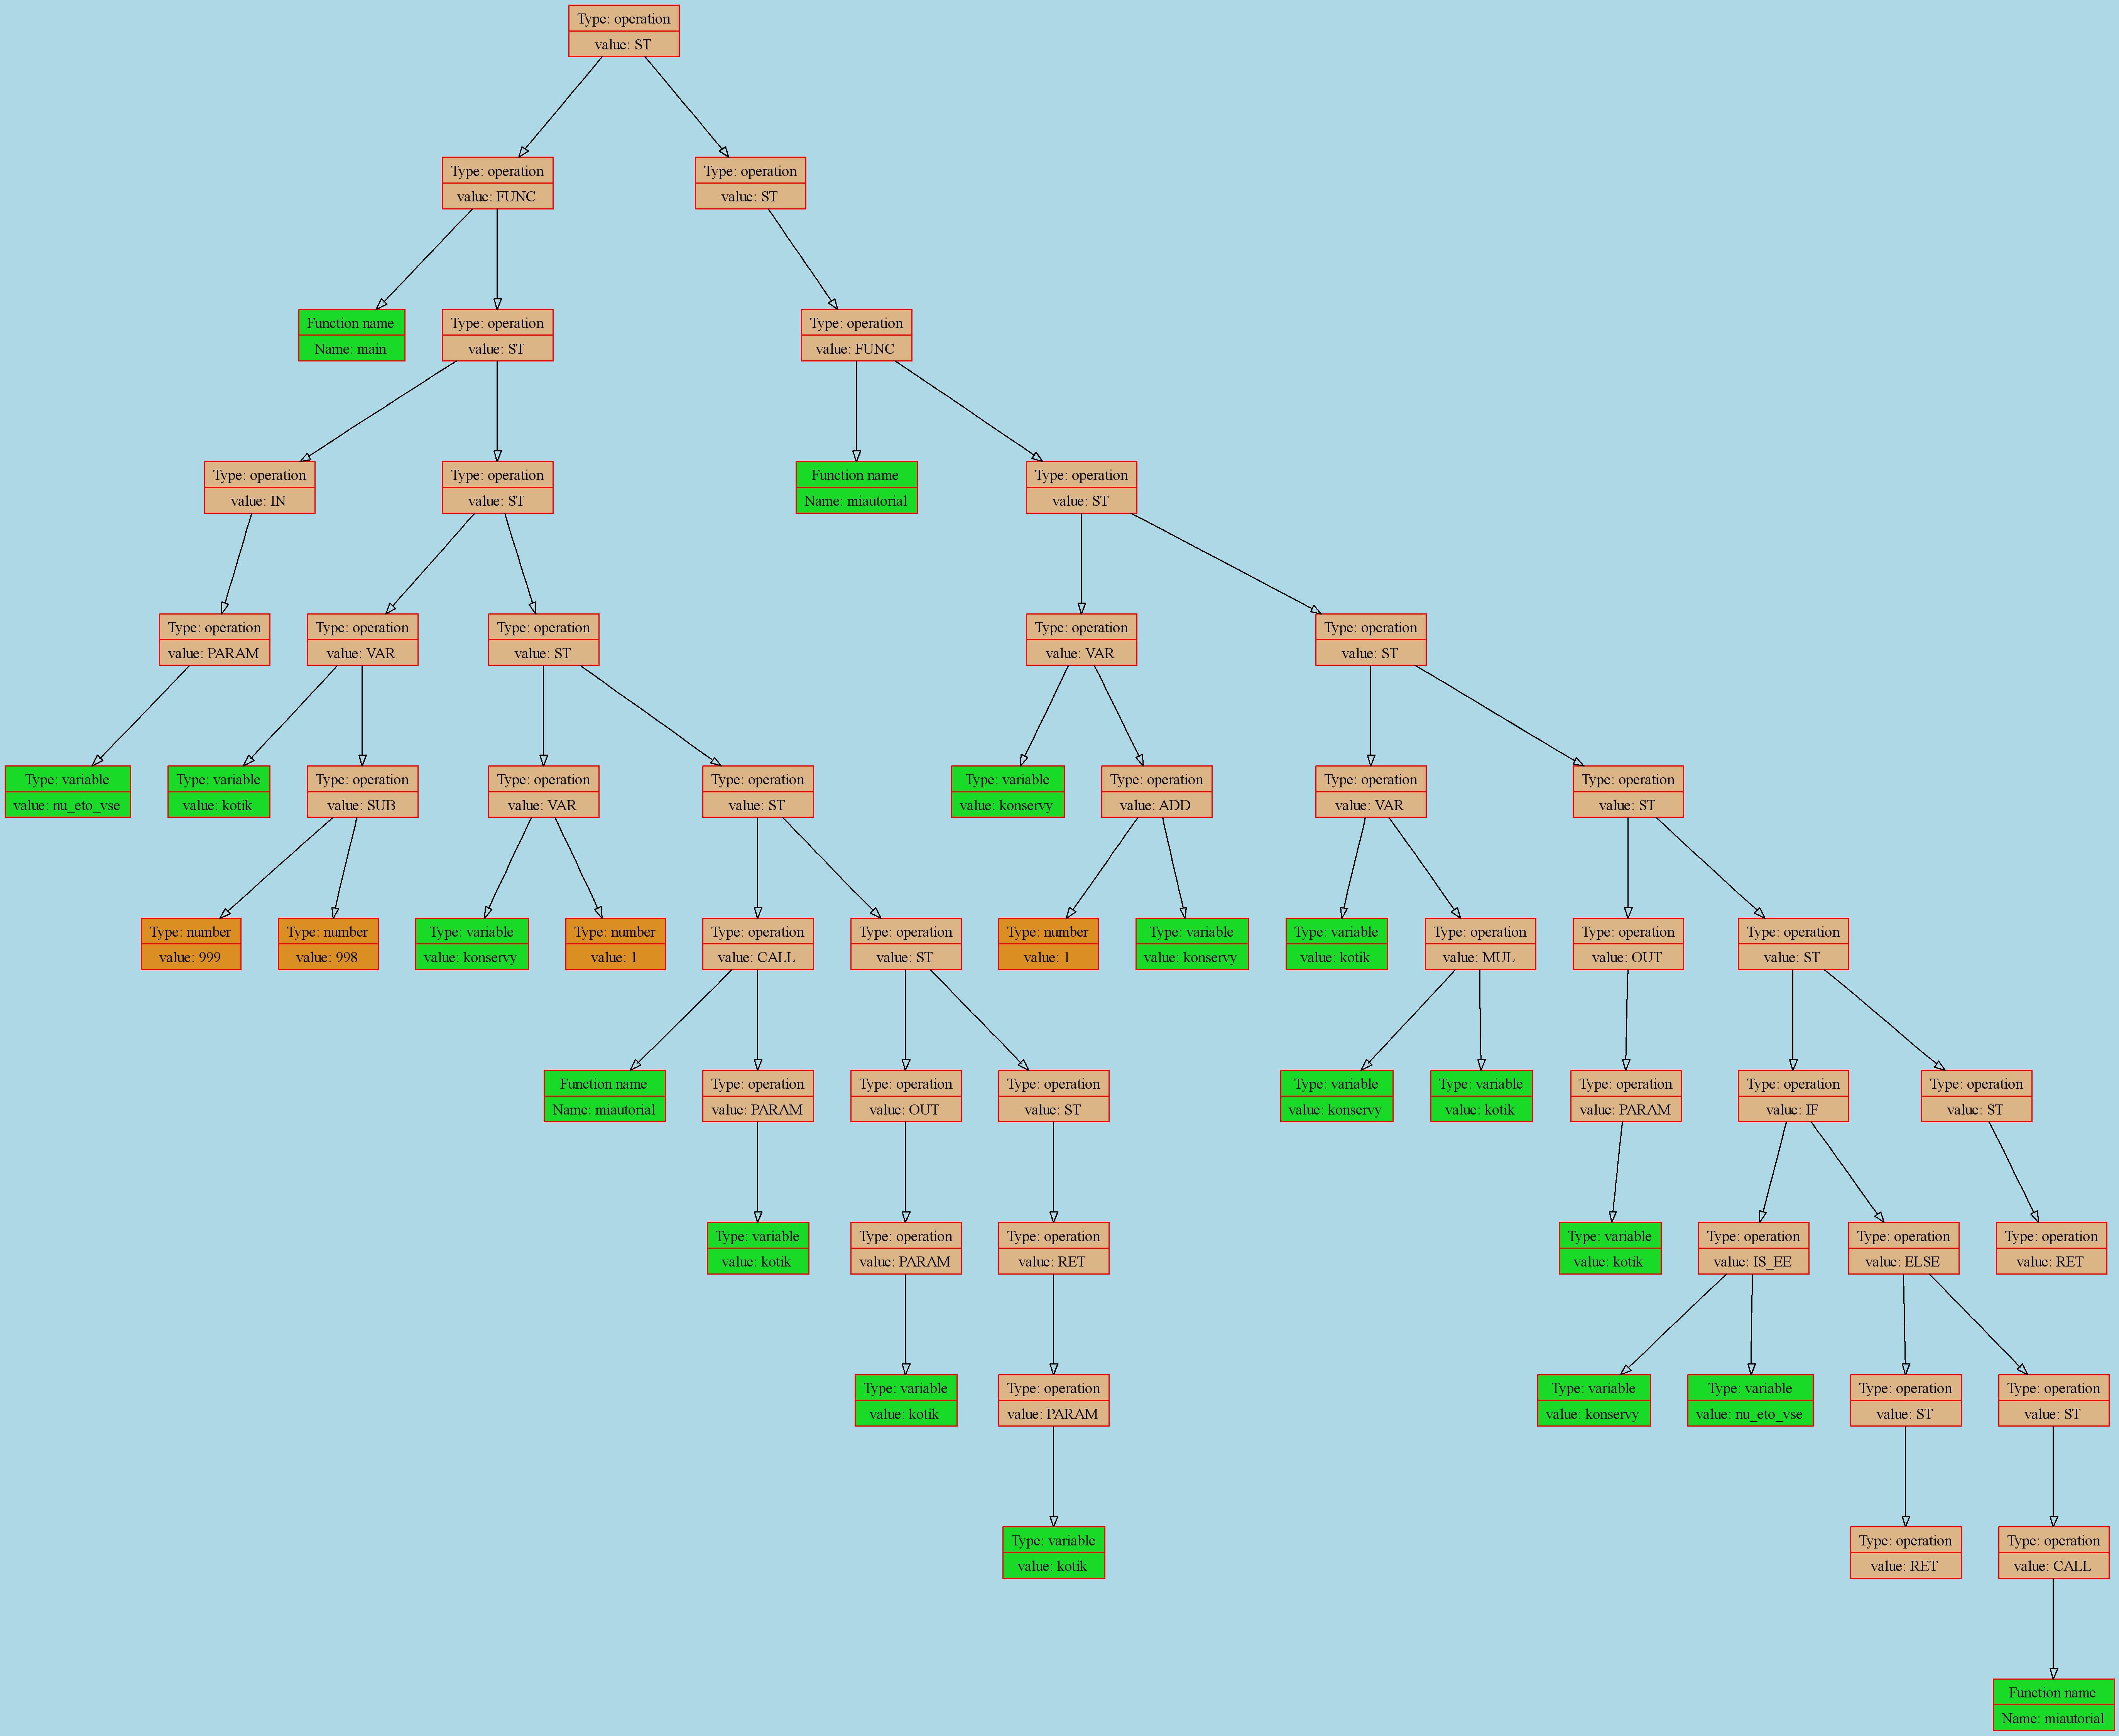 Type: operation
value: ST
Type: operation
value: FUNC
Type: operation
value: ST
Function name
Name: main
Type: operation
value: ST
Type: operation
value: FUNC
Type: operation
value: IN
Type: operation
value: ST
Function name
Name: miautorial
Type: operation
value: ST
Type: operation
value: PARAM
Type: operation
value: VAR
Type: operation
value: ST
Type: operation
value: VAR
Type: operation
value: ST
Type: variable
value: nu_eto_vse
Type: variable
value: kotik
Type: operation
value: SUB
Type: operation
value: VAR
Type: operation
value: ST
Type: variable
value: konservy
Type: operation
value: ADD
Type: operation
value: VAR
Type: operation
value: ST
Type: number
value: 999
Type: number
value: 998
Type: variable
value: konservy
Type: number
value: 1
Type: operation
value: CALL
Type: operation
value: ST
Type: number
value: 1
Type: variable
value: konservy
Type: variable
value: kotik
Type: operation
value: MUL
Type: operation
value: OUT
Type: operation
value: ST
Function name
Name: miautorial
Type: operation
value: PARAM
Type: operation
value: OUT
Type: operation
value: ST
Type: variable
value: konservy
Type: variable
value: kotik
Type: operation
value: PARAM
Type: operation
value: IF
Type: operation
value: ST
Type: variable
value: kotik
Type: operation
value: PARAM
Type: operation
value: RET
Type: variable
value: kotik
Type: operation
value: IS_EE
Type: operation
value: ELSE
Type: operation
value: RET
Type: variable
value: kotik
Type: operation
value: PARAM
Type: variable
value: konservy
Type: variable
value: nu_eto_vse
Type: operation
value: ST
Type: operation
value: ST
Type: variable
value: kotik
Type: operation
value: RET
Type: operation
value: CALL
Function name
Name: miautorial